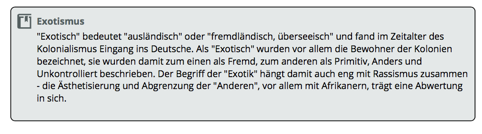 Exotismus
"Exotisch" bedeutet "ausländisch" oder "fremdländisch, überseeisch" und fand im Zeitalter des
Kolonialismus Eingang ins Deutsche. Als "Exotisch" wurden vor allem die Bewohner der Kolonien
bezeichnet, sie wurden damit zum einen als Fremd, zum anderen als Primitiv, Anders und
Unkontrolliert beschrieben. Der Begriff der "Exotik" hängt damit auch eng mit Rassismus zusammen
- die Ästhetisierung und Abgrenzung der "Anderen", vor allem mit Afrikanern, trägt eine Abwertung
in sich.